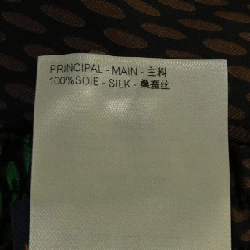 PRINCIPAL - MAIN - 主料
100%SOIE - SILK - 桑蚕丝